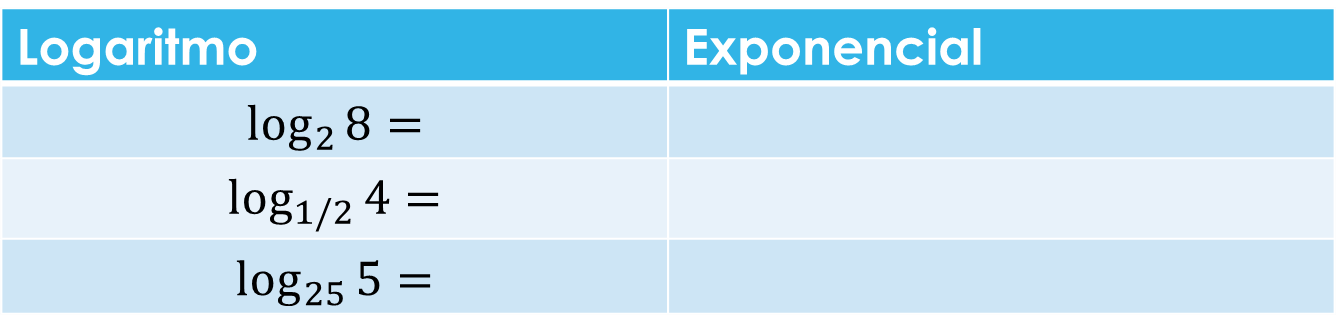 Logaritmo Exponencial
log₂ 8 =
log₁/₂ 4 =
log₂₅ 5 =